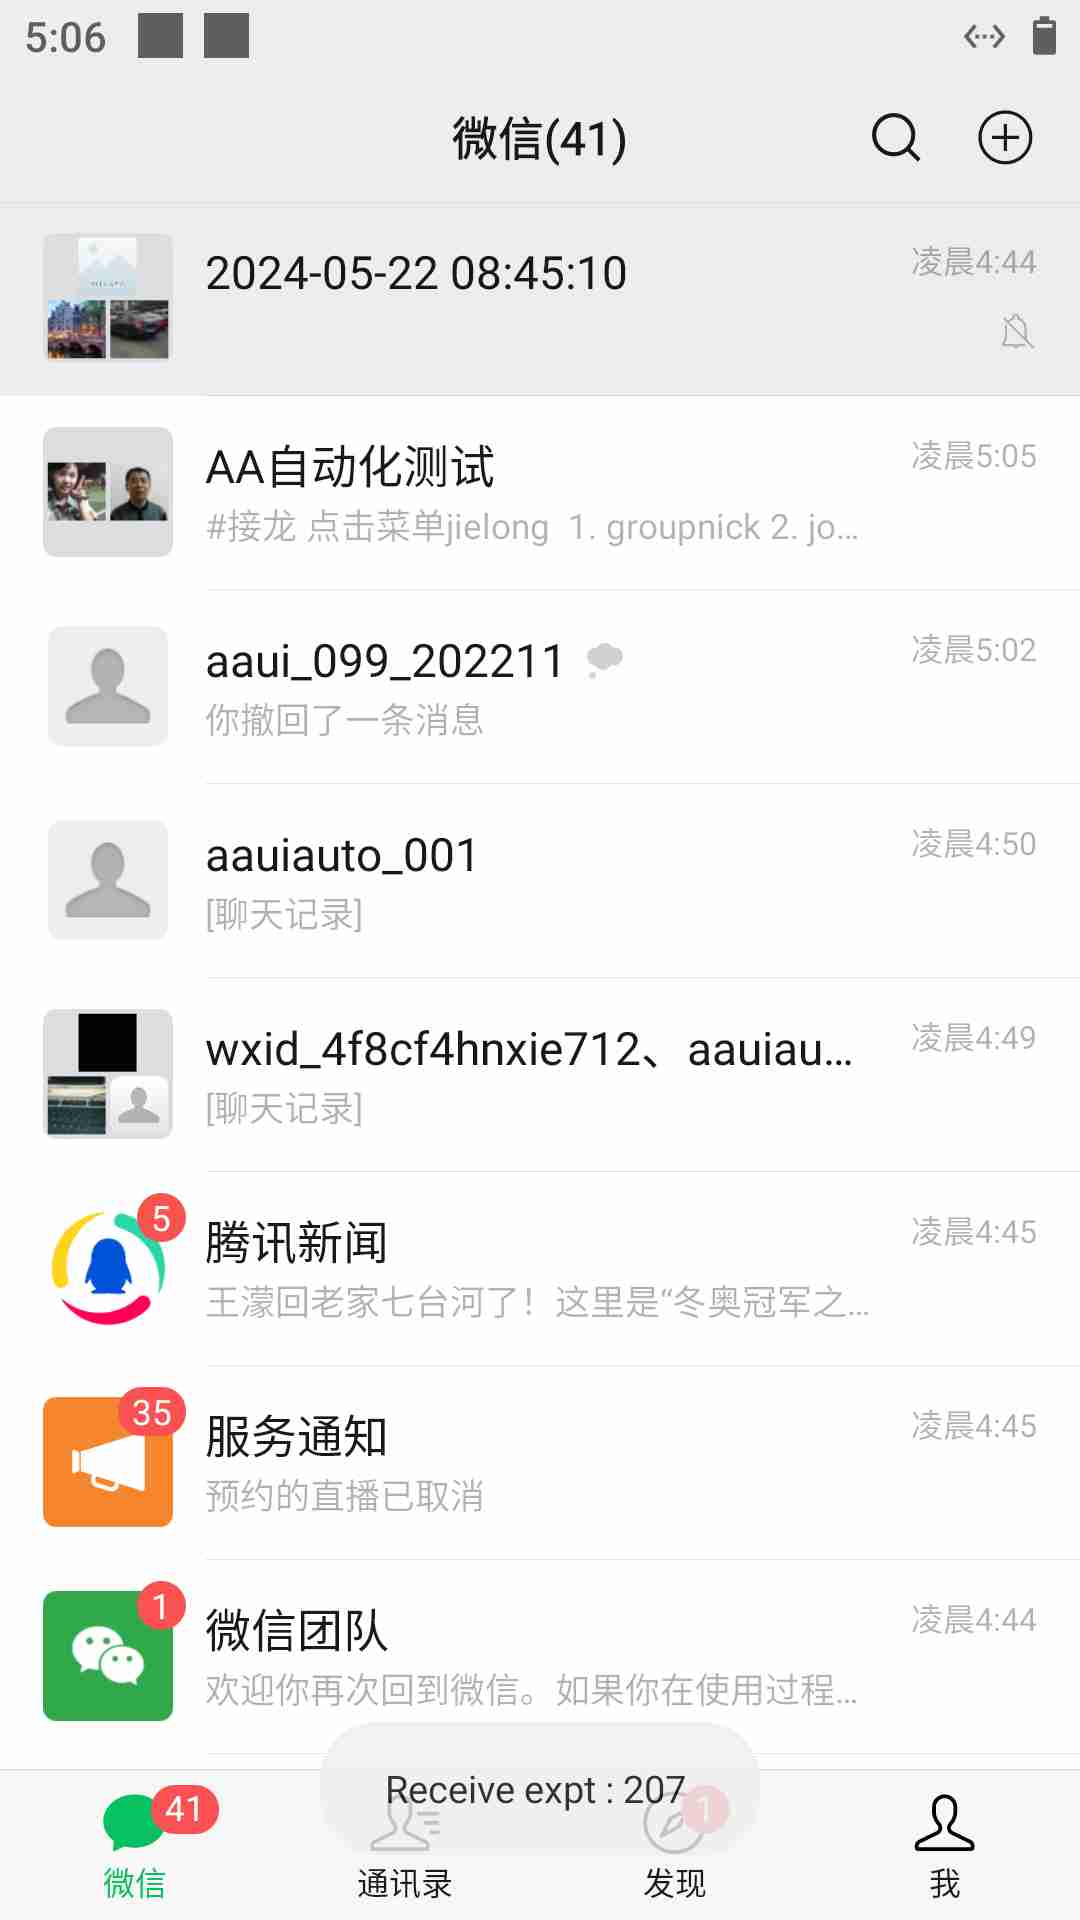 5:06
微信(41)
2024-05-22 08:45:10
凌晨4:44
AA自动化测试
凌晨5:05
#接龙 点击菜单jielong  1. groupnick 2. jo...
aaui_099_202211
凌晨5:02
你撤回了一条消息
aauiauto_001
凌晨4:50
[聊天记录]
wxid_4f8cf4hnxie712、aauiau...
凌晨4:49
[聊天记录]
5
腾讯新闻
凌晨4:45
王濛回老家七台河了！这里是“冬奥冠军之...
35
服务通知
凌晨4:45
预约的直播已取消
1
微信团队
凌晨4:44
欢迎你再次回到微信。如果你在使用过程...
Receive expt : 207
41
1
微信
通讯录
发现
我